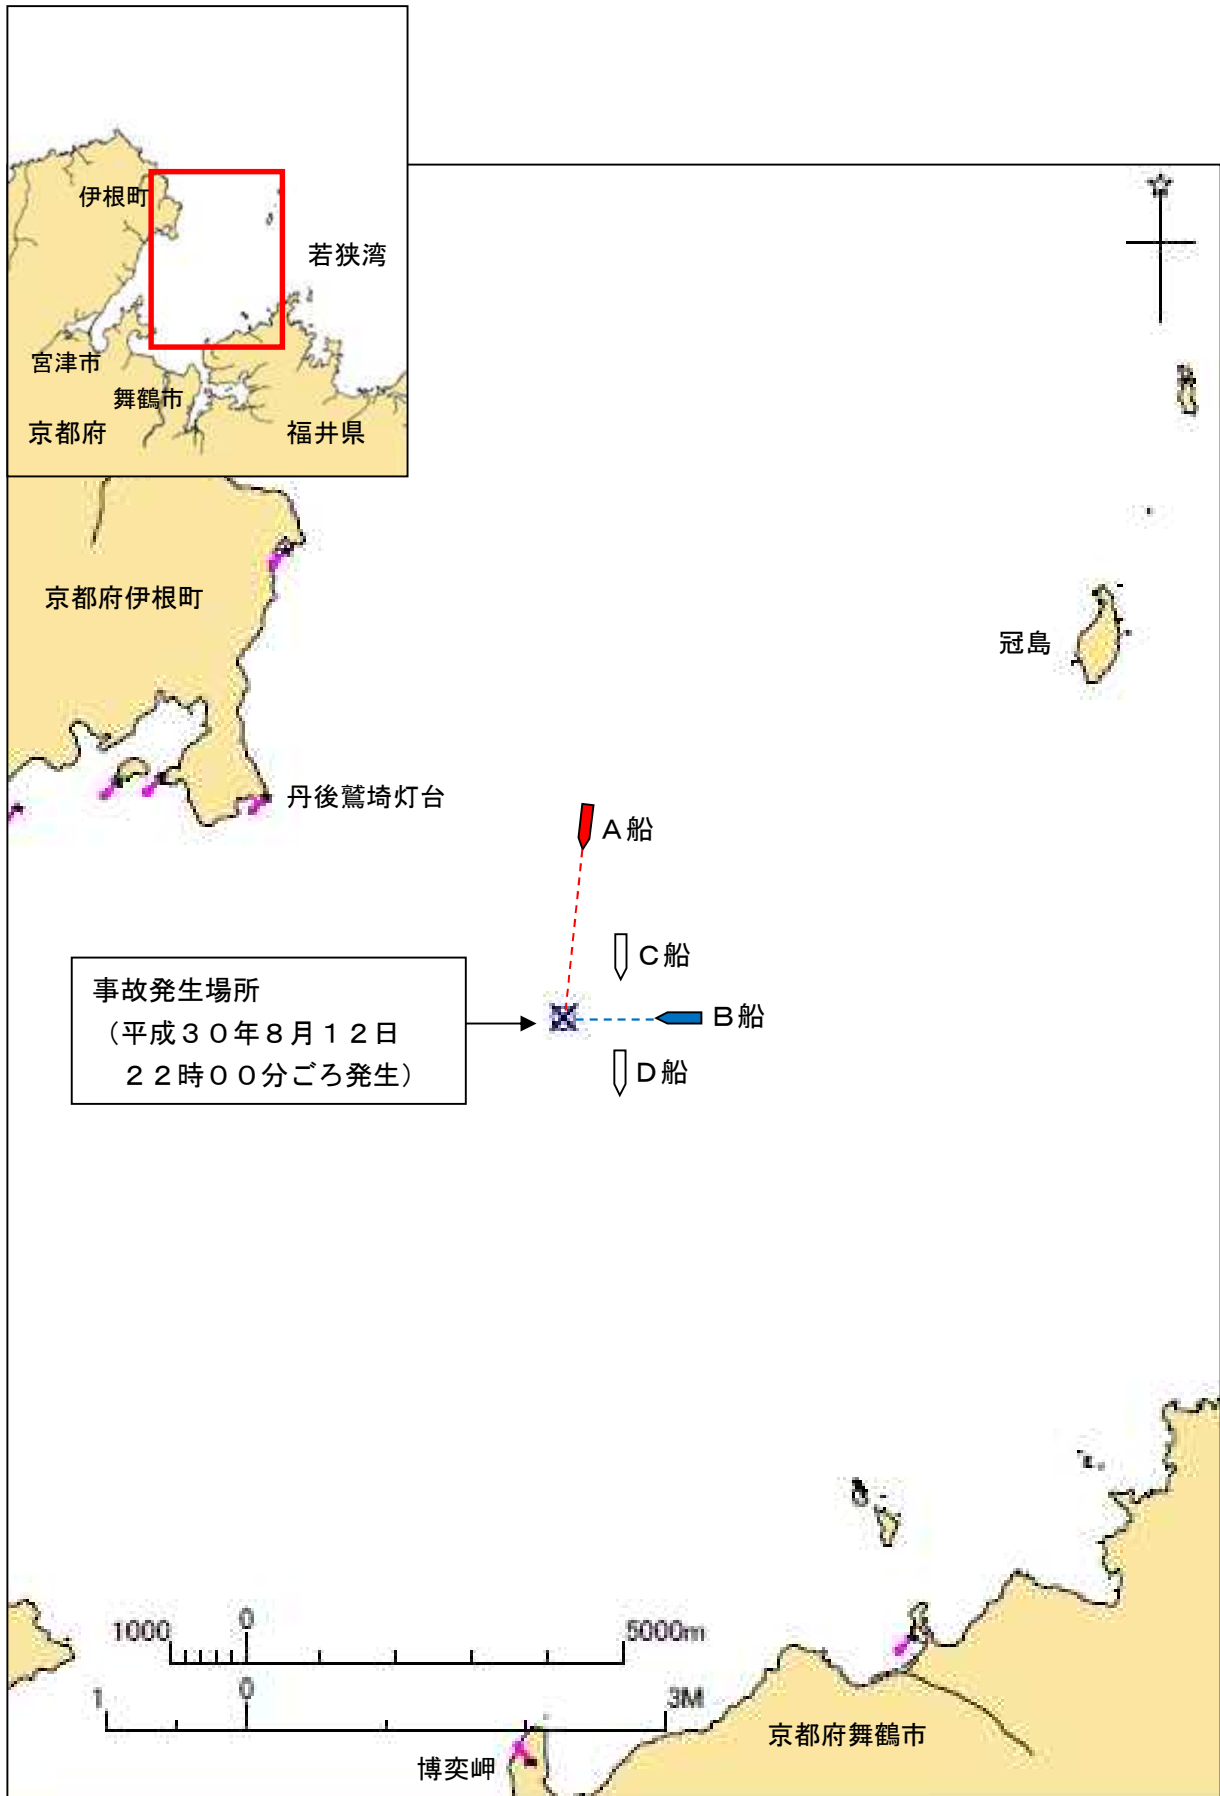 伊根町
若狭湾
宮津市
舞鶴市
京都府
福井県
京都府伊根町
冠島
丹後鷲埼灯台
A船
C船
事故発生場所
(平成30年8月12日
22時00分ごろ発生)
B船
D船
1000 0 5000m
1 0 3M
京都府舞鶴市
博奕岬